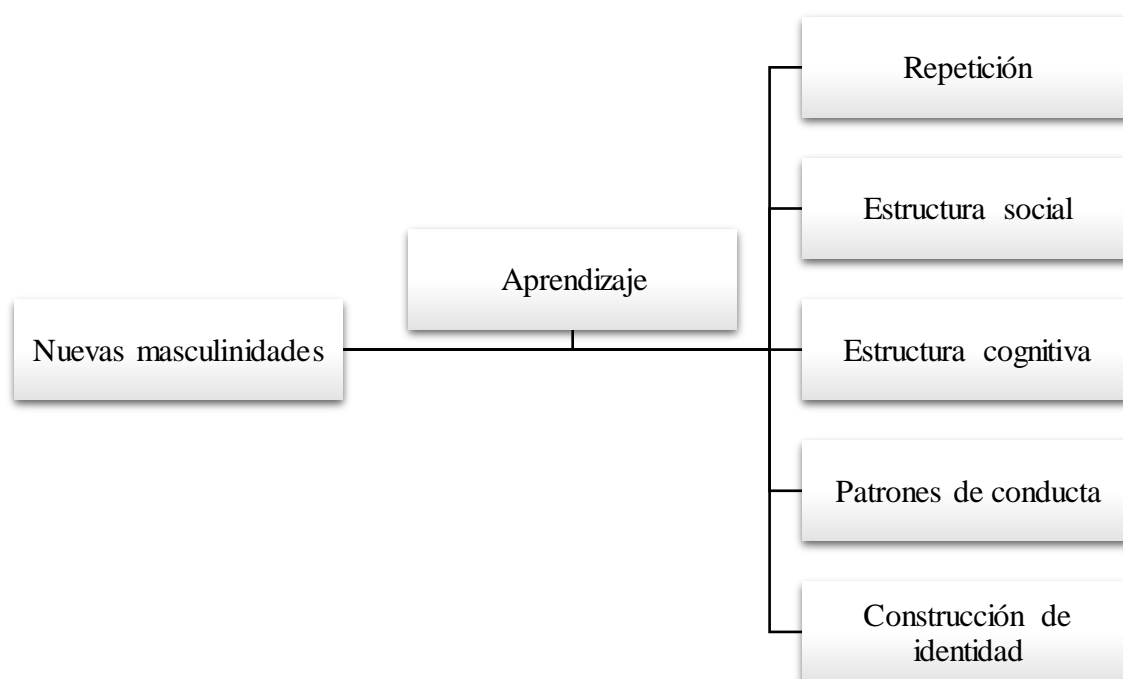 Repetición
Estructura social
Aprendizaje
Nuevas masculinidades
Estructura cognitiva
Patrones de conducta
Construcción de
identidad